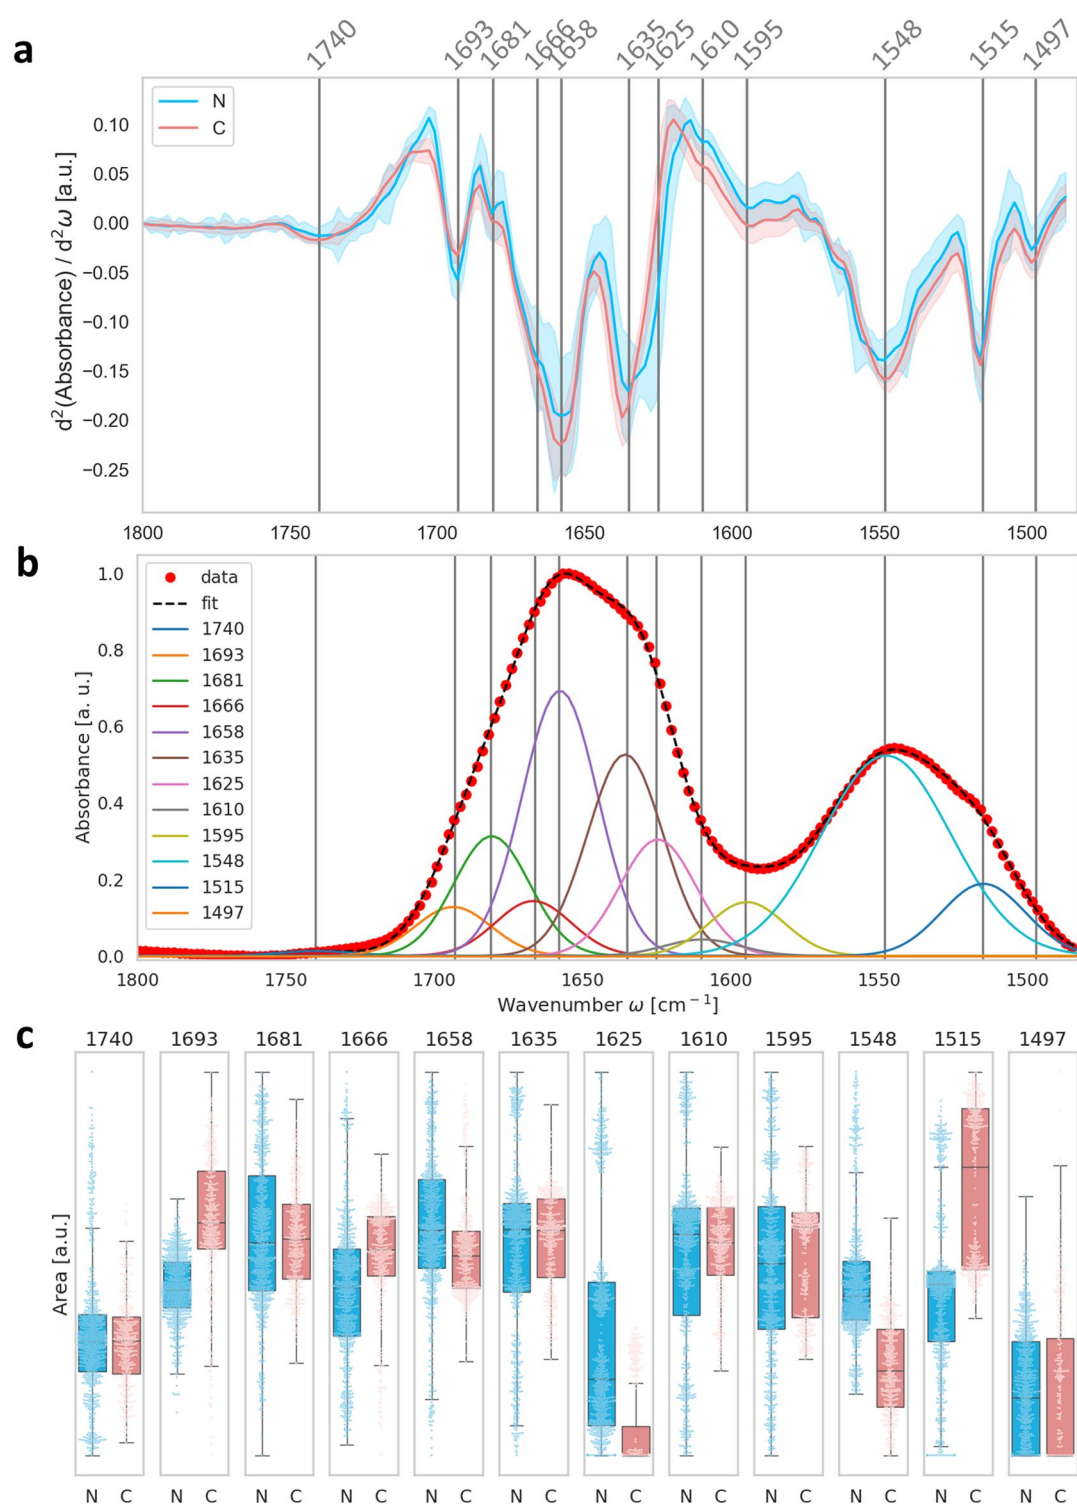 a
1740 1693 1681 1666 1658 1635 1625 1610 1595 1548 1515 1497
N
C
d²(Absorbance) / d²ω [a.u.]
0.10
0.05
0.00
−0.05
−0.10
−0.15
−0.20
−0.25
1800 1750 1700 1650 1600 1550 1500
b
data
fit
1740
1693
1681
1666
1658
1635
1625
1610
1595
1548
1515
1497
Absorbance [a. u.]
1.0
0.8
0.6
0.4
0.2
0.0
1800 1750 1700 1650 1600 1550 1500
Wavenumber ω [cm⁻¹]
c
1740 1693 1681 1666 1658 1635 1625 1610 1595 1548 1515 1497
Area [a.u.]
N C N C N C N C N C N C N C N C N C N C N C N C